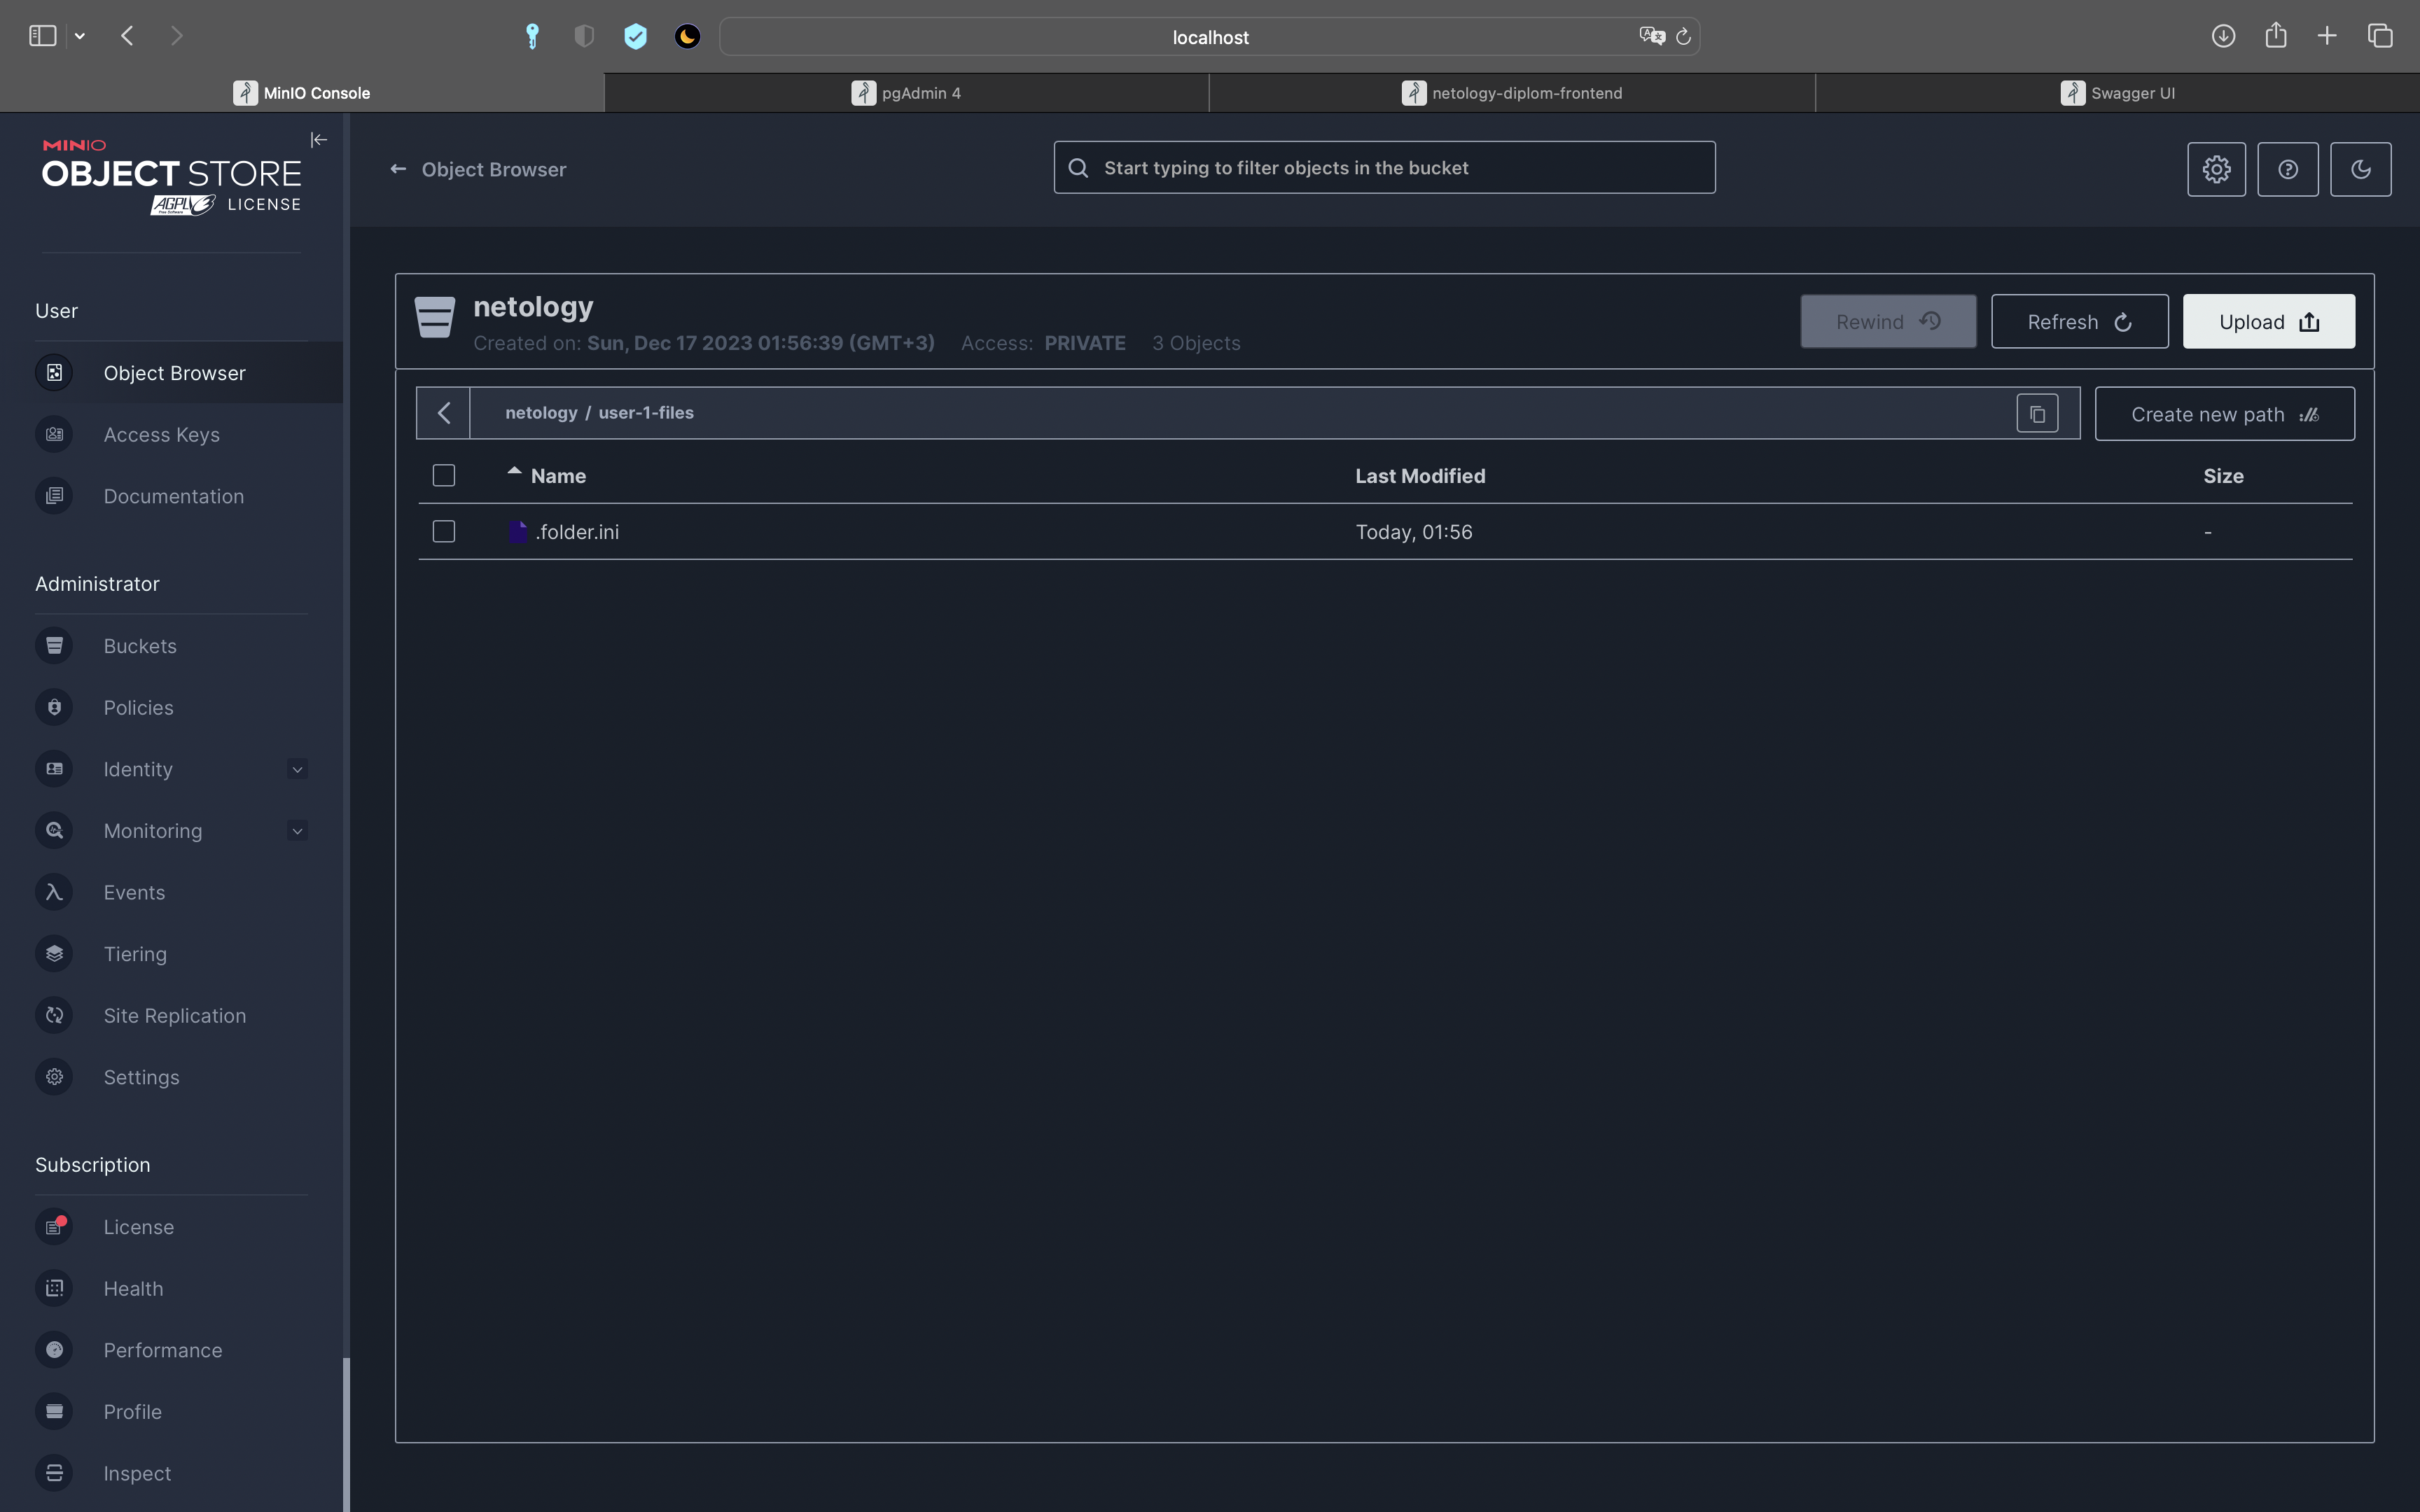 localhost
MinIO Console
pgAdmin 4
netology-diplom-frontend
Swagger UI
MINIO
OBJECT STORE
AGPL LICENSE
User
Object Browser
Access Keys
Documentation
Administrator
Buckets
Policies
Identity
Monitoring
Events
Tiering
Site Replication
Settings
Subscription
License
Health
Performance
Profile
Inspect
← Object Browser
Start typing to filter objects in the bucket
netology
Created on: Sun, Dec 17 2023 01:56:39 (GMT+3) Access: PRIVATE 3 Objects
Rewind
Refresh
Upload
netology / user-1-files
Create new path
Name Last Modified Size
.folder.ini Today, 01:56 -